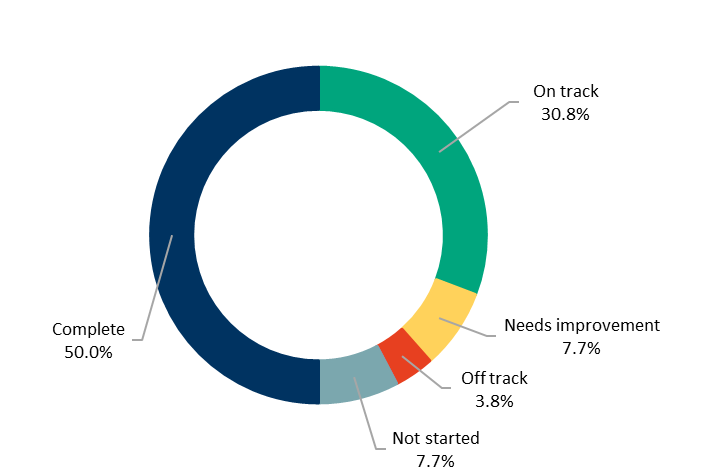 On track
30.8%
Needs improvement
7.7%
Off track
3.8%
Not started
7.7%
Complete
50.0%